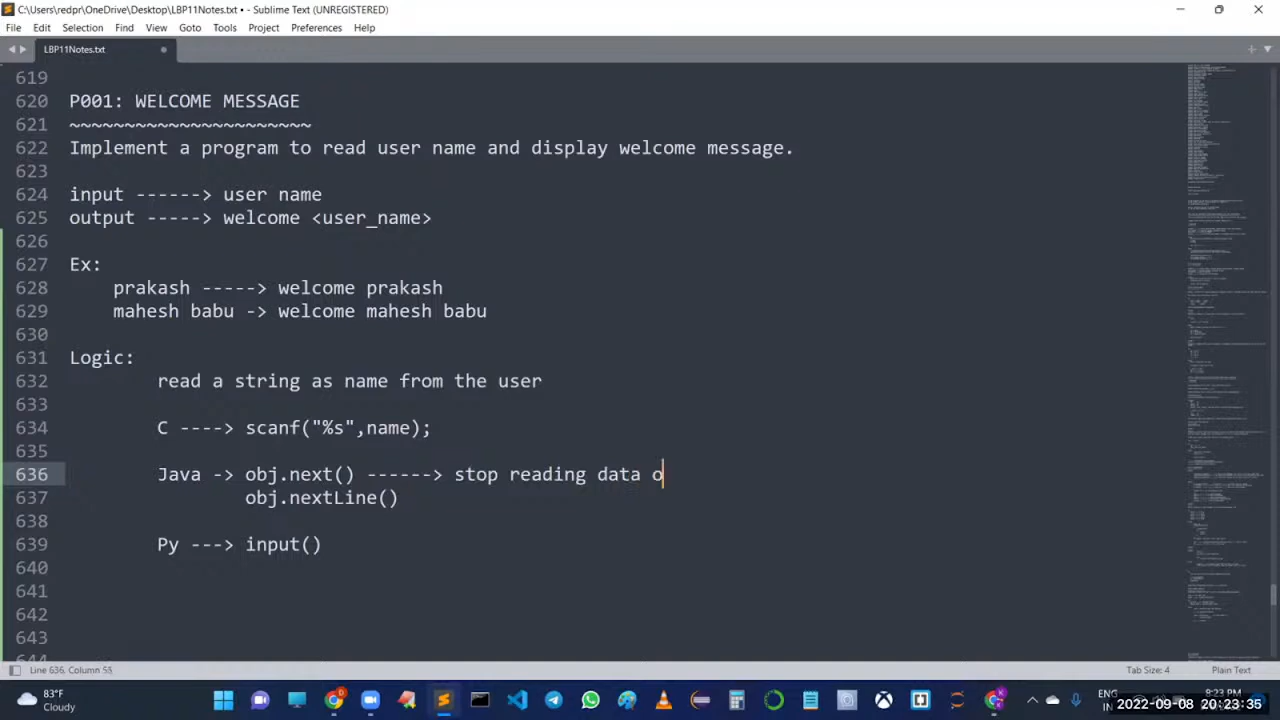 C:\Users\redpr\OneDrive\Desktop\LBP11Notes.txt • - Sublime Text (UNREGISTERED)
File Edit Selection Find View Goto Tools Project Preferences Help
LBP11Notes.txt
619
620 P001: WELCOME MESSAGE
621 ~~~~~~~~~~~~~~~~~~~~~~
622 Implement a program to read user name and display welcome message.
623
624 input ------> user name
625 output -----> welcome <user_name>
626
627 Ex:
628 prakash -----> welcome prakash
629 mahesh babu -> welcome mahesh babu
630
631 Logic:
632 read a string as name from the user
633
634 C ----> scanf("%s",name);
635
636 Java -> obj.next() ------> stop reading data o
637 obj.nextLine()
638
639 Py ---> input()
640
641
642
643
644
Line 636, Column 55 Tab Size: 4 Plain Text
83°F
Cloudy
ENG
IN
8:23 PM
2022-09-08 20:23:35